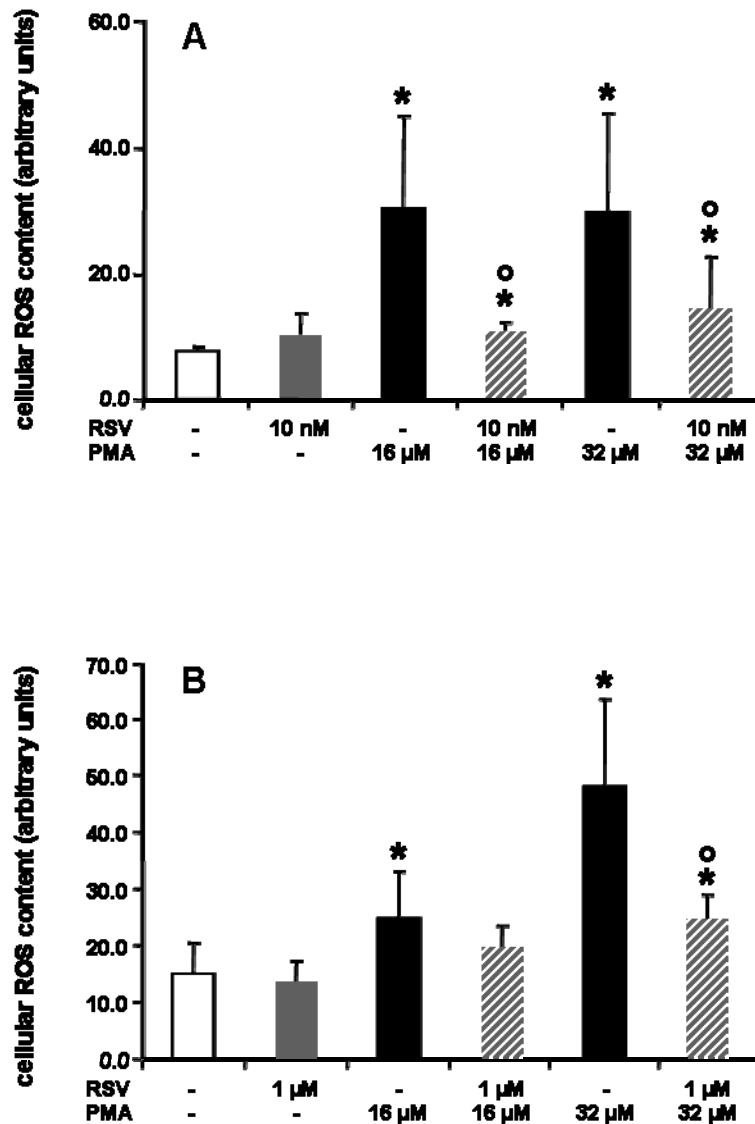 cellular ROS content (arbitrary units)
A
60.0
40.0
20.0
0.0
* * o * * o *
RSV - 10 nM - 10 nM - 10 nM
PMA - - 16 µM 16 µM 32 µM 32 µM
cellular ROS content (arbitrary units)
B
70.0
60.0
50.0
40.0
30.0
20.0
10.0
0.0
* * o *
RSV - 1 µM - 1 µM - 1 µM
PMA - - 16 µM 16 µM 32 µM 32 µM